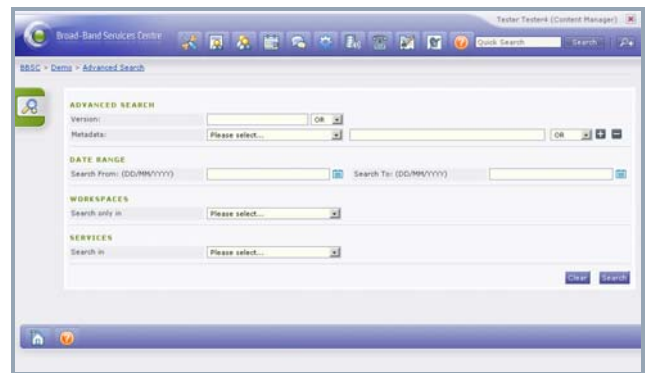 Tester Tester4 (Content Manager)
Broad-Band Services Centre
Quick Search
Search
BBSC > Demo > Advanced Search
ADVANCED SEARCH
Version: OR
Metadata: Please select... OR
DATE RANGE
Search From: (DD/MM/YYYY) Search To: (DD/MM/YYYY)
WORKSPACES
Search only in Please select...
SERVICES
Search in Please select...
Clear Search